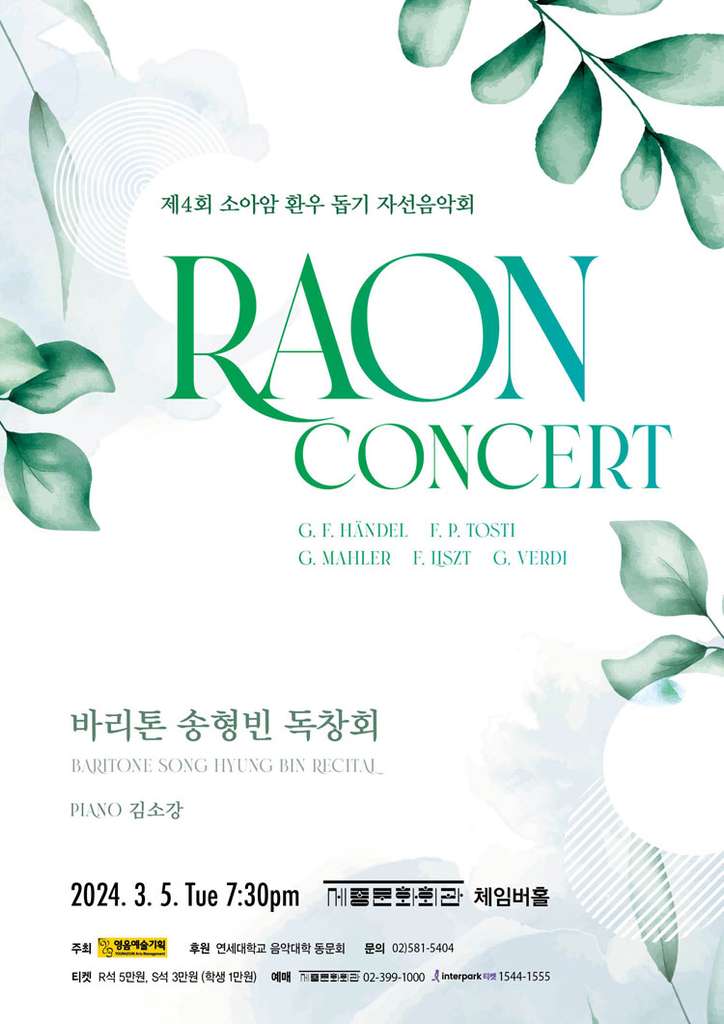 제4회 소아암 환우 돕기 자선음악회
RAON
CONCERT
G. F. HÄNDEL F. P. TOSTI
G. MAHLER F. LISZT G. VERDI
바리톤 송형빈 독창회
BARITONE SONG HYUNG BIN RECITAL
PIANO 김소강
2024. 3. 5. Tue 7:30pm 세종문화회관 체임버홀
주최 영음예술기획 YOUNGEUM Arts Management 후원 연세대학교 음악대학 동문회 문의 02)581-5404
티켓 R석 5만원, S석 3만원 (학생 1만원) 예매 세종문화회관 02-399-1000 interpark 티켓 1544-1555